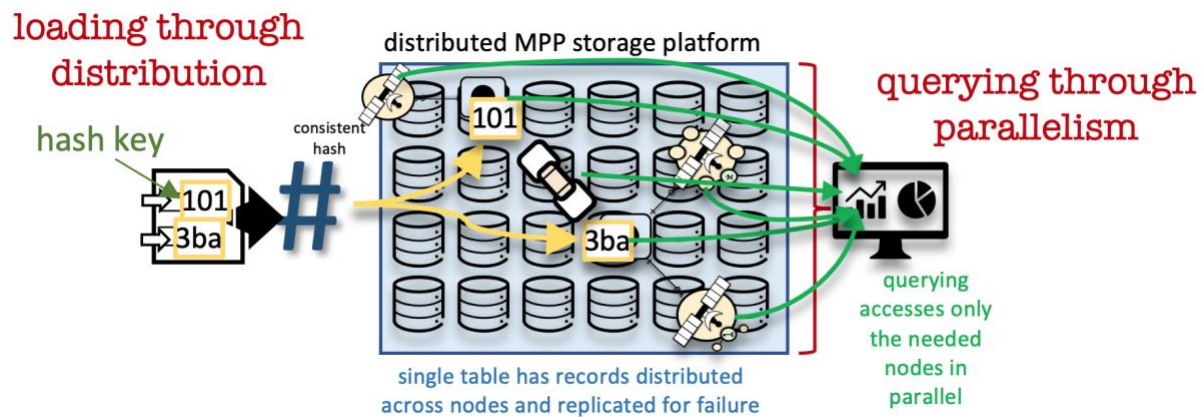 loading through
distribution
hash key
101
3ba
consistent
hash
#
distributed MPP storage platform
101
3ba
single table has records distributed
across nodes and replicated for failure
querying through
parallelism
querying
accesses only
the needed
nodes in
parallel